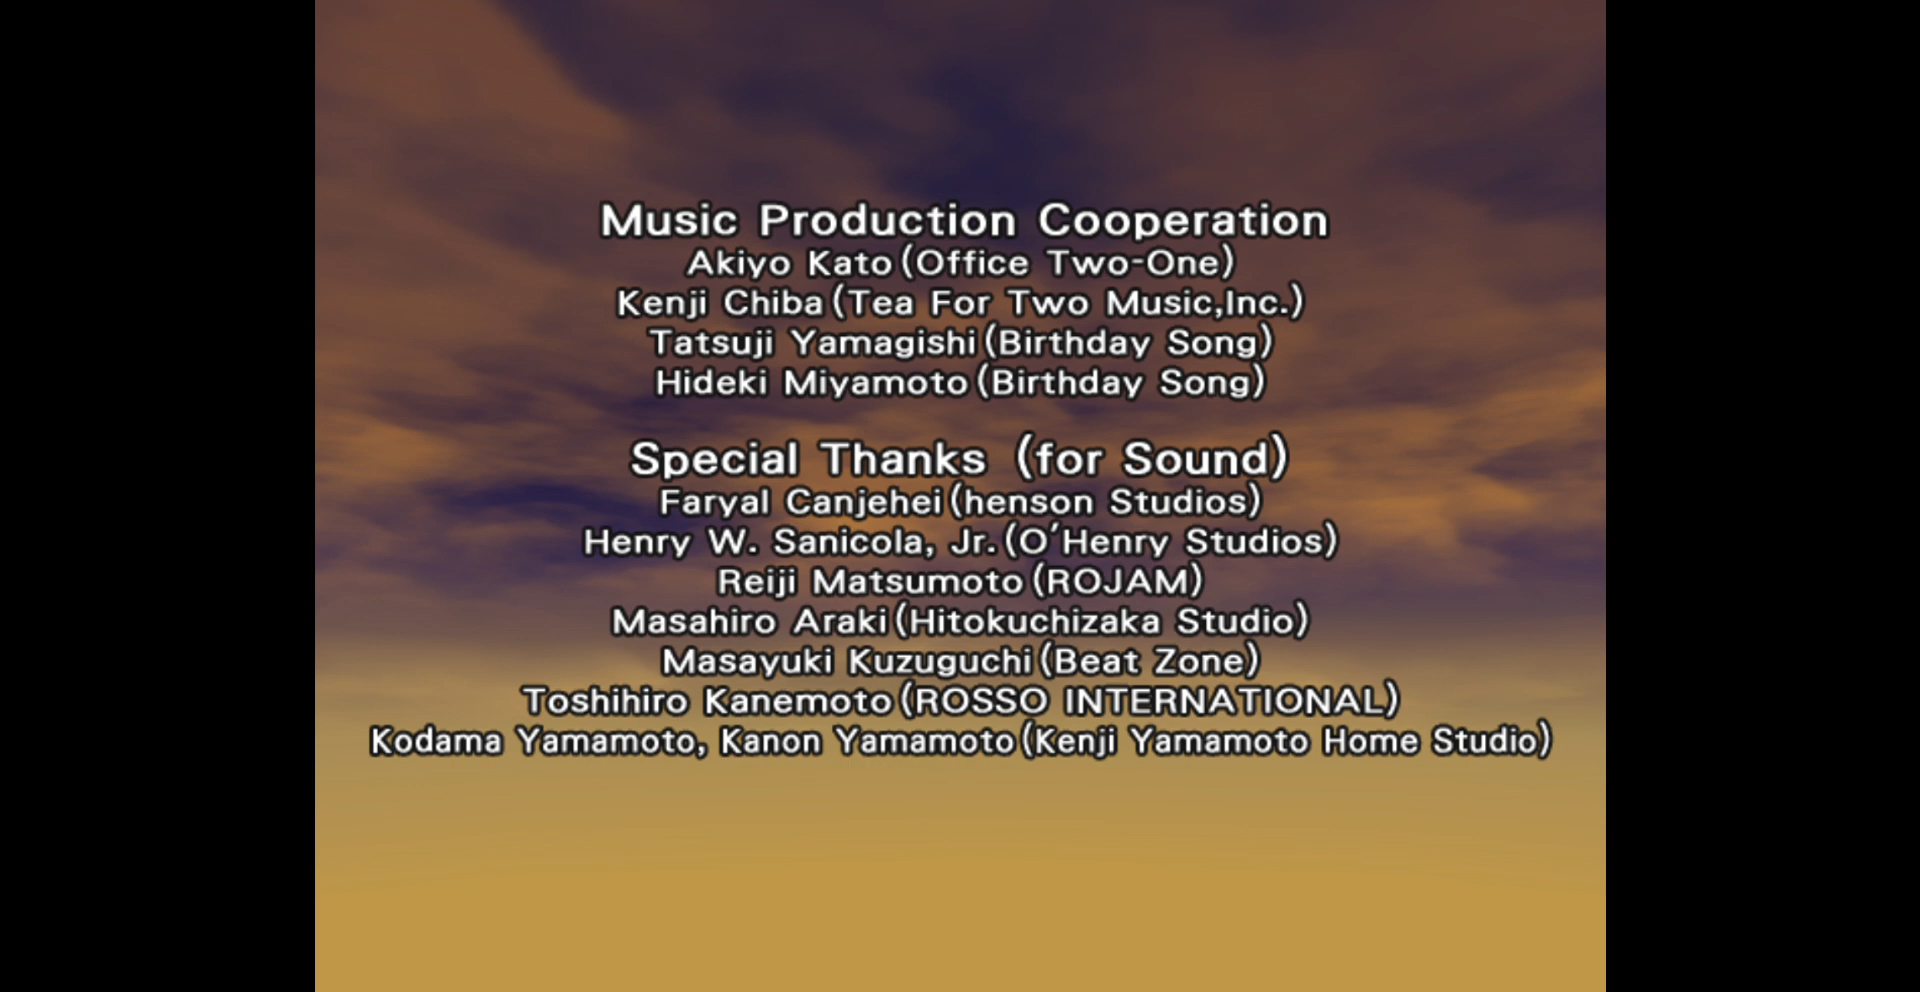 Music Production Cooperation
Akiyo Kato(Office Two-One)
Kenji Chiba(Tea For Two Music,Inc.)
Tatsuji Yamagishi(Birthday Song)
Hideki Miyamoto(Birthday Song)
Special Thanks (for Sound)
Faryal Canjehei(henson Studios)
Henry W. Sanicola, Jr.(O'Henry Studios)
Reiji Matsumoto(ROJAM)
Masahiro Araki(Hitokuchizaka Studio)
Masayuki Kuzuguchi(Beat Zone)
Toshihiro Kanemoto(ROSSO INTERNATIONAL)
Kodama Yamamoto, Kanon Yamamoto(Kenji Yamamoto Home Studio)